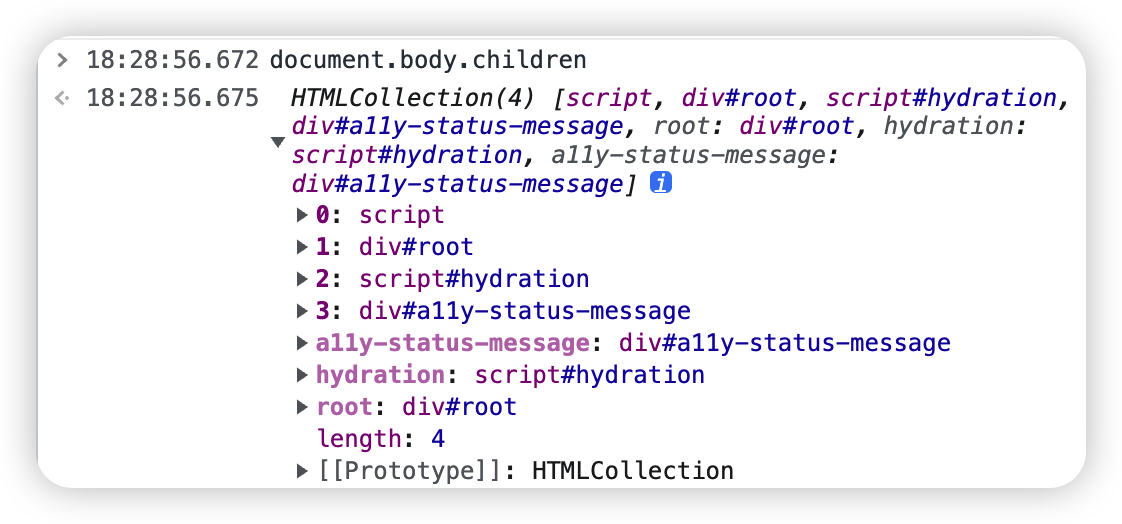 18:28:56.672 document.body.children
18:28:56.675 HTMLCollection(4) [script, div#root, script#hydration,
div#a11y-status-message, root: div#root, hydration:
script#hydration, a11y-status-message:
div#a11y-status-message] i
0: script
1: div#root
2: script#hydration
3: div#a11y-status-message
a11y-status-message: div#a11y-status-message
hydration: script#hydration
root: div#root
length: 4
[[Prototype]]: HTMLCollection